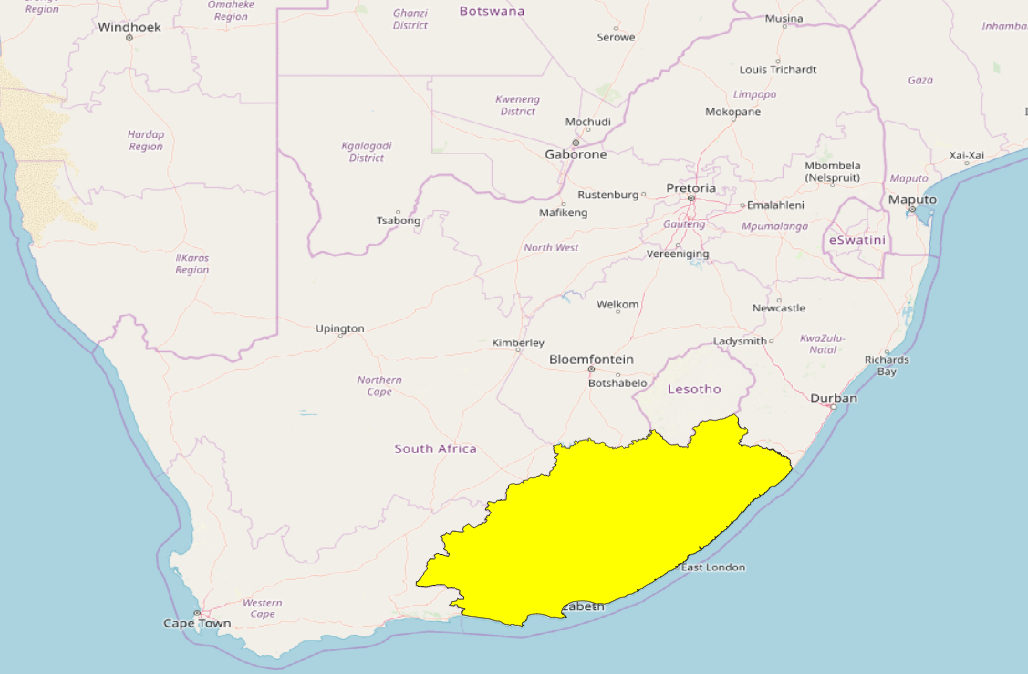 Region
Omaheke
Region
Ghanzi
District
Botswana
Musina
Windhoek
Serowe
Inhamba
Louis Trichardt
Gaza
Limpopo
Kweneng
District
Mokopane
Mochudi
Hardap
Region
Kgalagadi
District
Gaborone
Xai-Xai
Mbombela
(Nelspruit)
Maputo
Rustenburg
Pretoria
Maputo
Emalahleni
Mafikeng
Tsabong
Gauteng
Mpumalanga
eSwatini
North West
Vereeniging
IIKaras
Region
Welkom
Newcastle
Upington
Kimberley
Ladysmith
KwaZulu-
Natal
Bloemfontein
Richards
Bay
Botshabelo
Northern
Cape
Lesotho
Durban
South Africa
East London
Western
Cape
zabeth
Cape Town